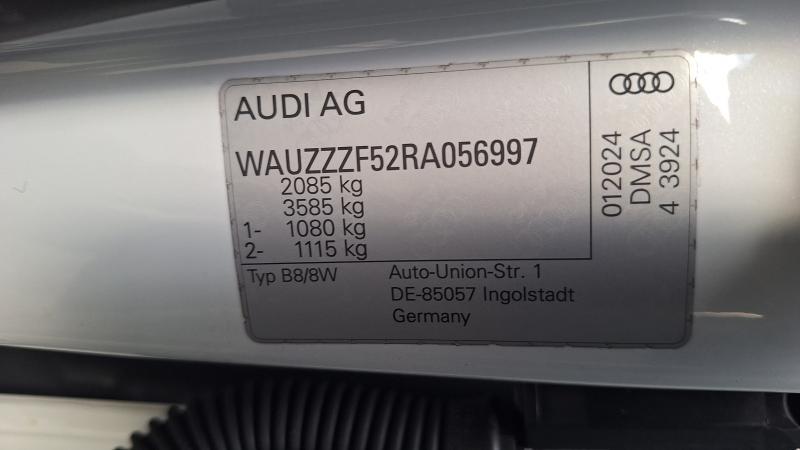 AUDI AG
WAUZZZF52RA056997
2085 kg
3585 kg
1- 1080 kg
2- 1115 kg
Typ B8/8W
Auto-Union-Str. 1
DE-85057 Ingolstadt
Germany
012024
DMSA
4 3924